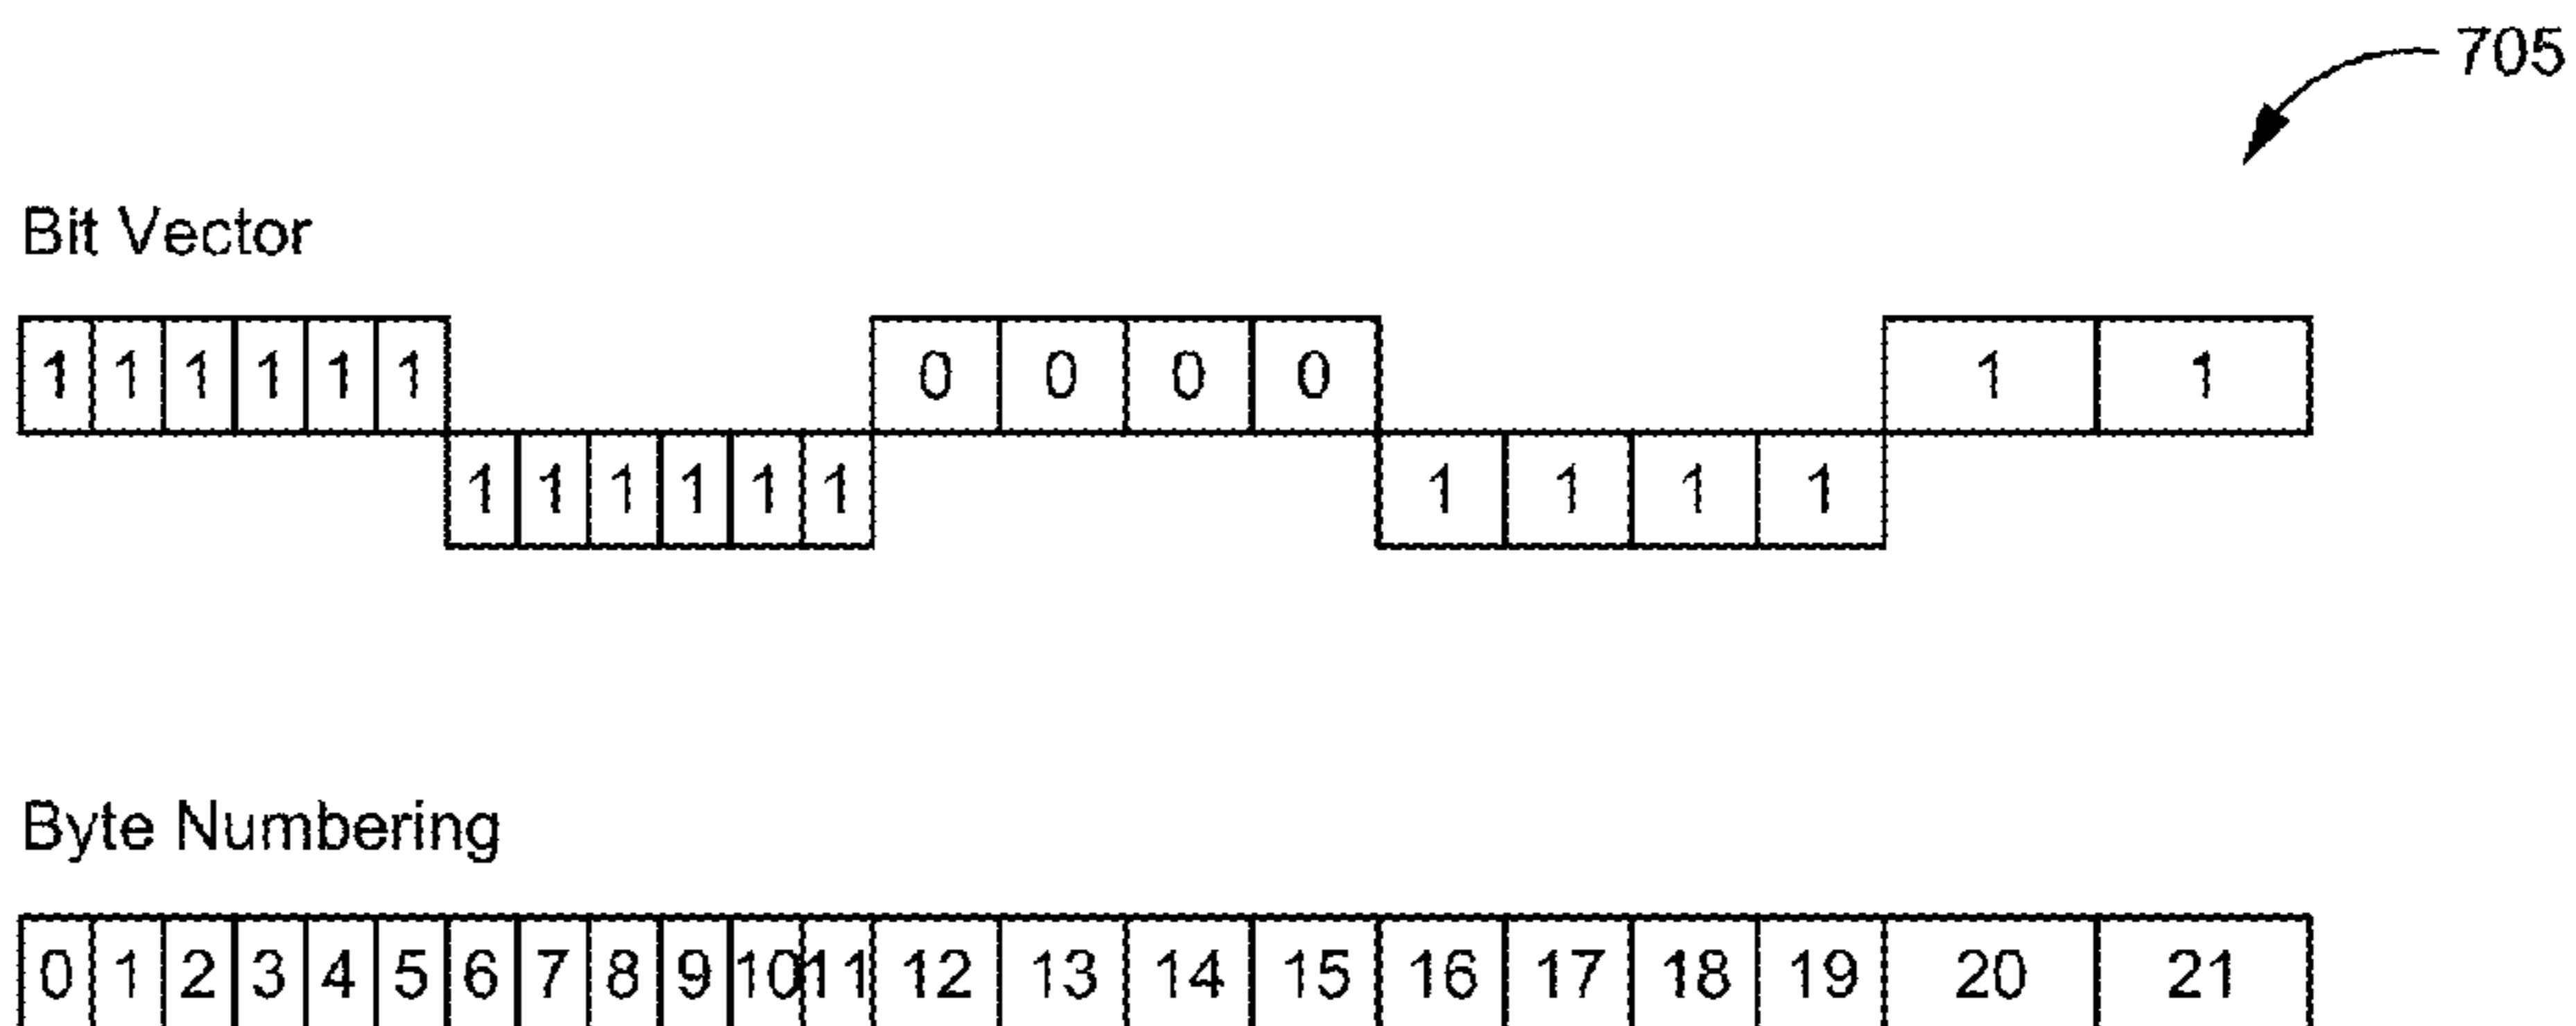 705
Bit Vector
1 1 1 1 1 1 0 0 0 0 1 1
1 1 1 1 1 1 1 1 1 1
Byte Numbering
0 1 2 3 4 5 6 7 8 9 10 11 12 13 14 15 16 17 18 19 20 21